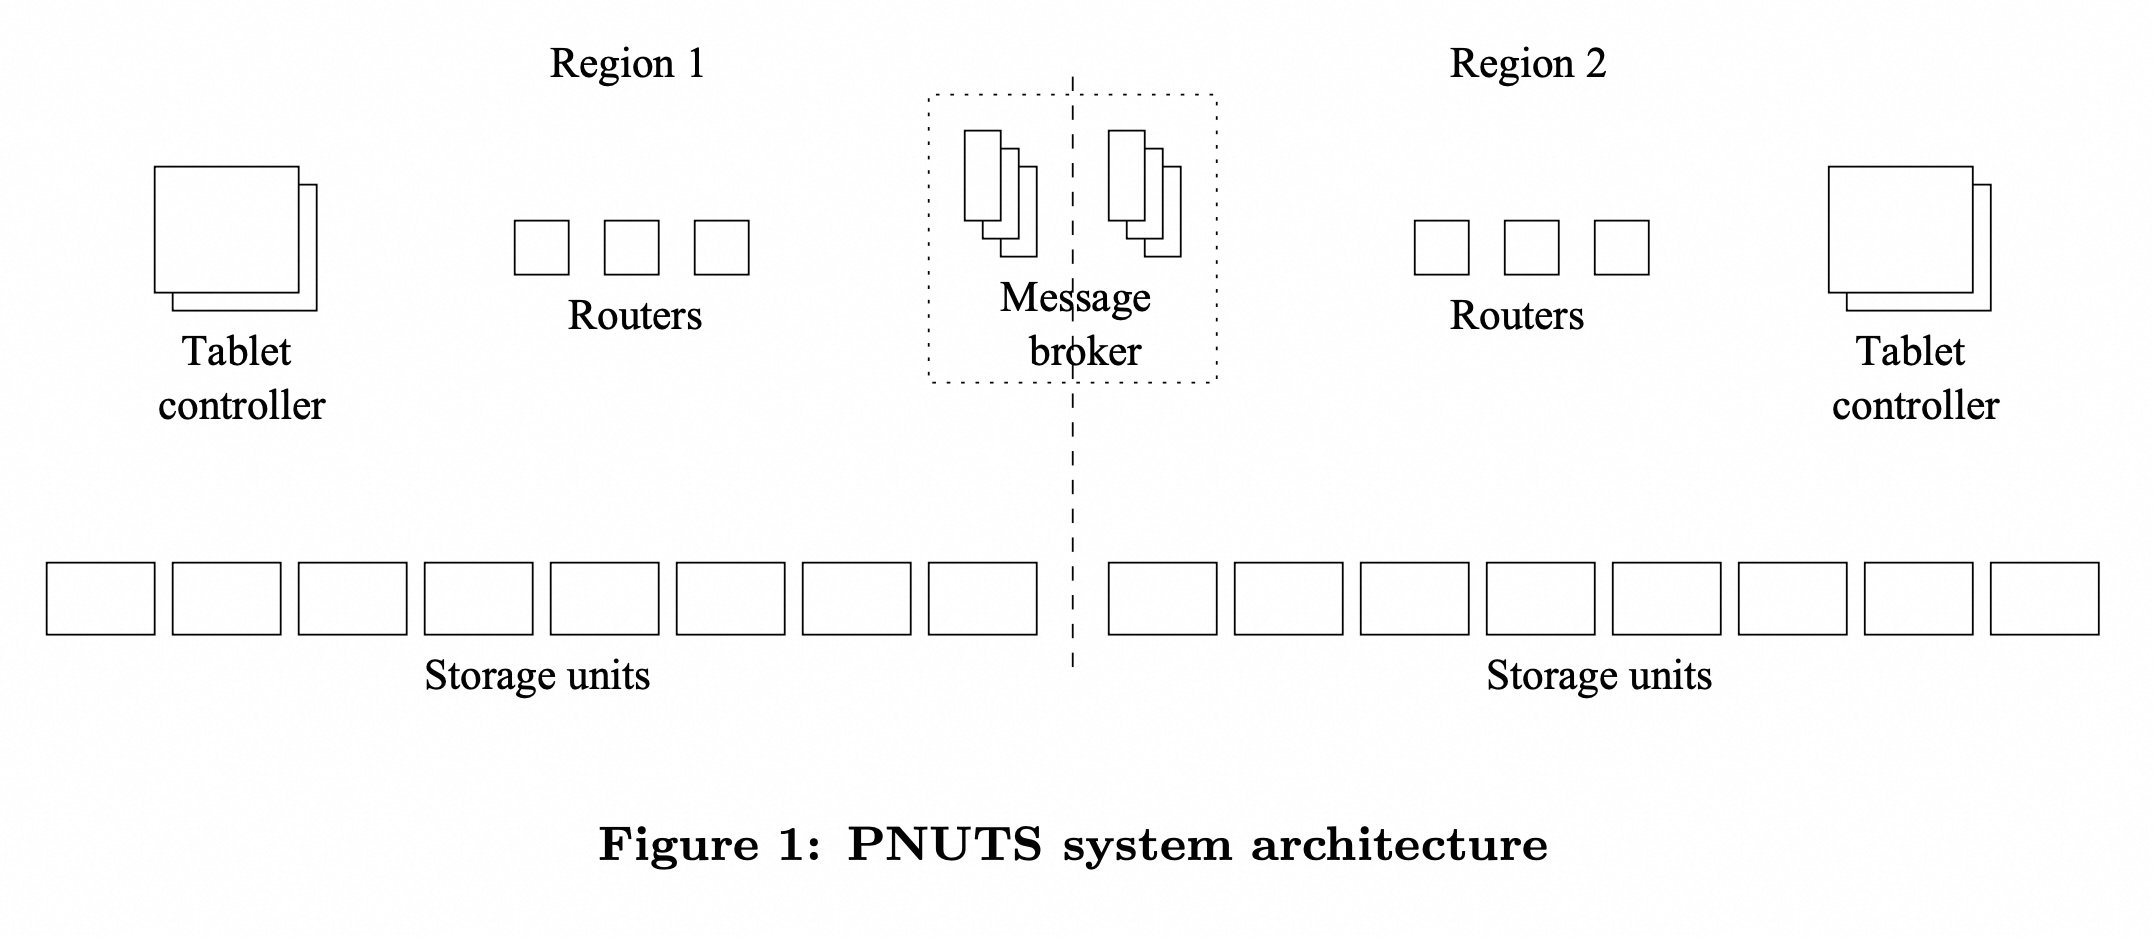 Region 1
Region 2
Tablet
controller
Routers
Message
broker
Routers
Tablet
controller
Storage units
Storage units
Figure 1: PNUTS system architecture